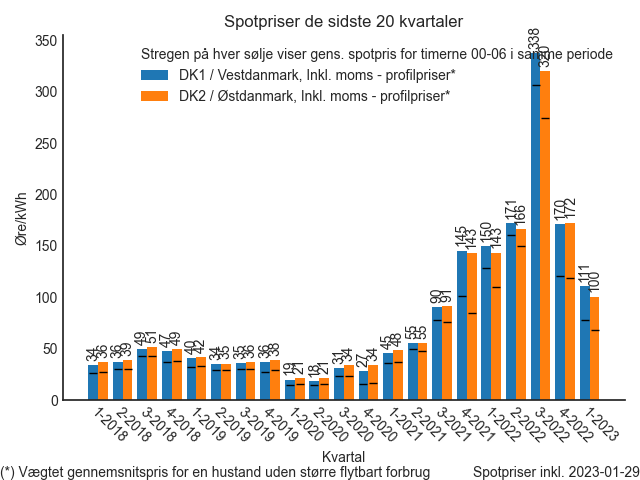 Spotpriser de sidste 20 kvartaler
Stregen på hver sølje viser gens. spotpris for timerne 00-06 i samme periode
DK1 / Vestdanmark, Inkl. moms - profilpriser*
DK2 / Østdanmark, Inkl. moms - profilpriser*
Øre/kWh
350
300
250
200
150
100
50
0
34 36 36 39 49 51 47 49 40 42 34 35 35 36 36 38 19 21 18 21 31 34 27 34 45 48 55 55 90 91 145 143 150 143 171 166 338 320 170 172 111 100
1-2018 2-2018 3-2018 4-2018 1-2019 2-2019 3-2019 4-2019 1-2020 2-2020 3-2020 4-2020 1-2021 2-2021 3-2021 4-2021 1-2022 2-2022 3-2022 4-2022 1-2023
Kvartal
(*) Vægtet gennemsnitspris for en hustand uden større flytbart forbrug
Spotpriser inkl. 2023-01-29